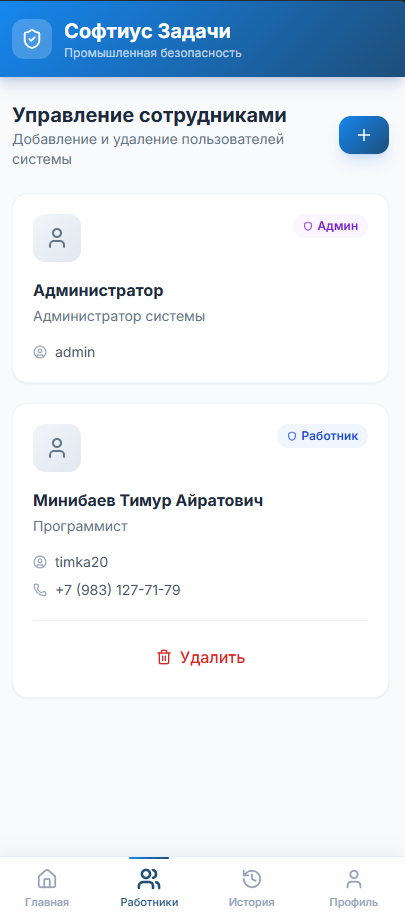 Софтиус Задачи
Промышленная безопасность
Управление сотрудниками
Добавление и удаление пользователей
системы
Админ
Администратор
Администратор системы
admin
Работник
Минибаев Тимур Айратович
Программист
timka20
+7 (983) 127-71-79
Удалить
Главная
Работники
История
Профиль